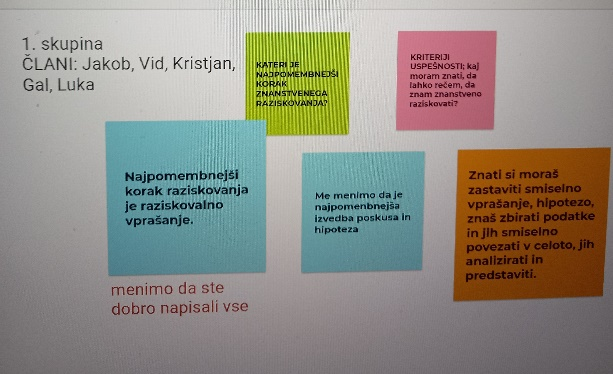 1. skupina
ČLANI: Jakob, Vid, Kristjan,
Gal, Luka
KATERI JE
NAJPOMEMBNEJŠI
KORAK
ZNANSTVENEGA
RAZISKOVANJA?
KRITERIJI
USPEŠNOSTI; kaj
moram znati, da
lahko rečem, da
znam znanstveno
raziskovati?
Najpomembnejši
korak raziskovanja
je raziskovalno
vprašanje.
Me menimo da je
najpomenbnejša
izvedba poskusa in
hipoteza
Znati si moraš
zastaviti smiselno
vprašanje, hipotezo,
znaš zbirati podatke
in jih smiselno
povezati v celoto, jih
analizirati in
predstaviti.
menimo da ste
dobro napisali vse